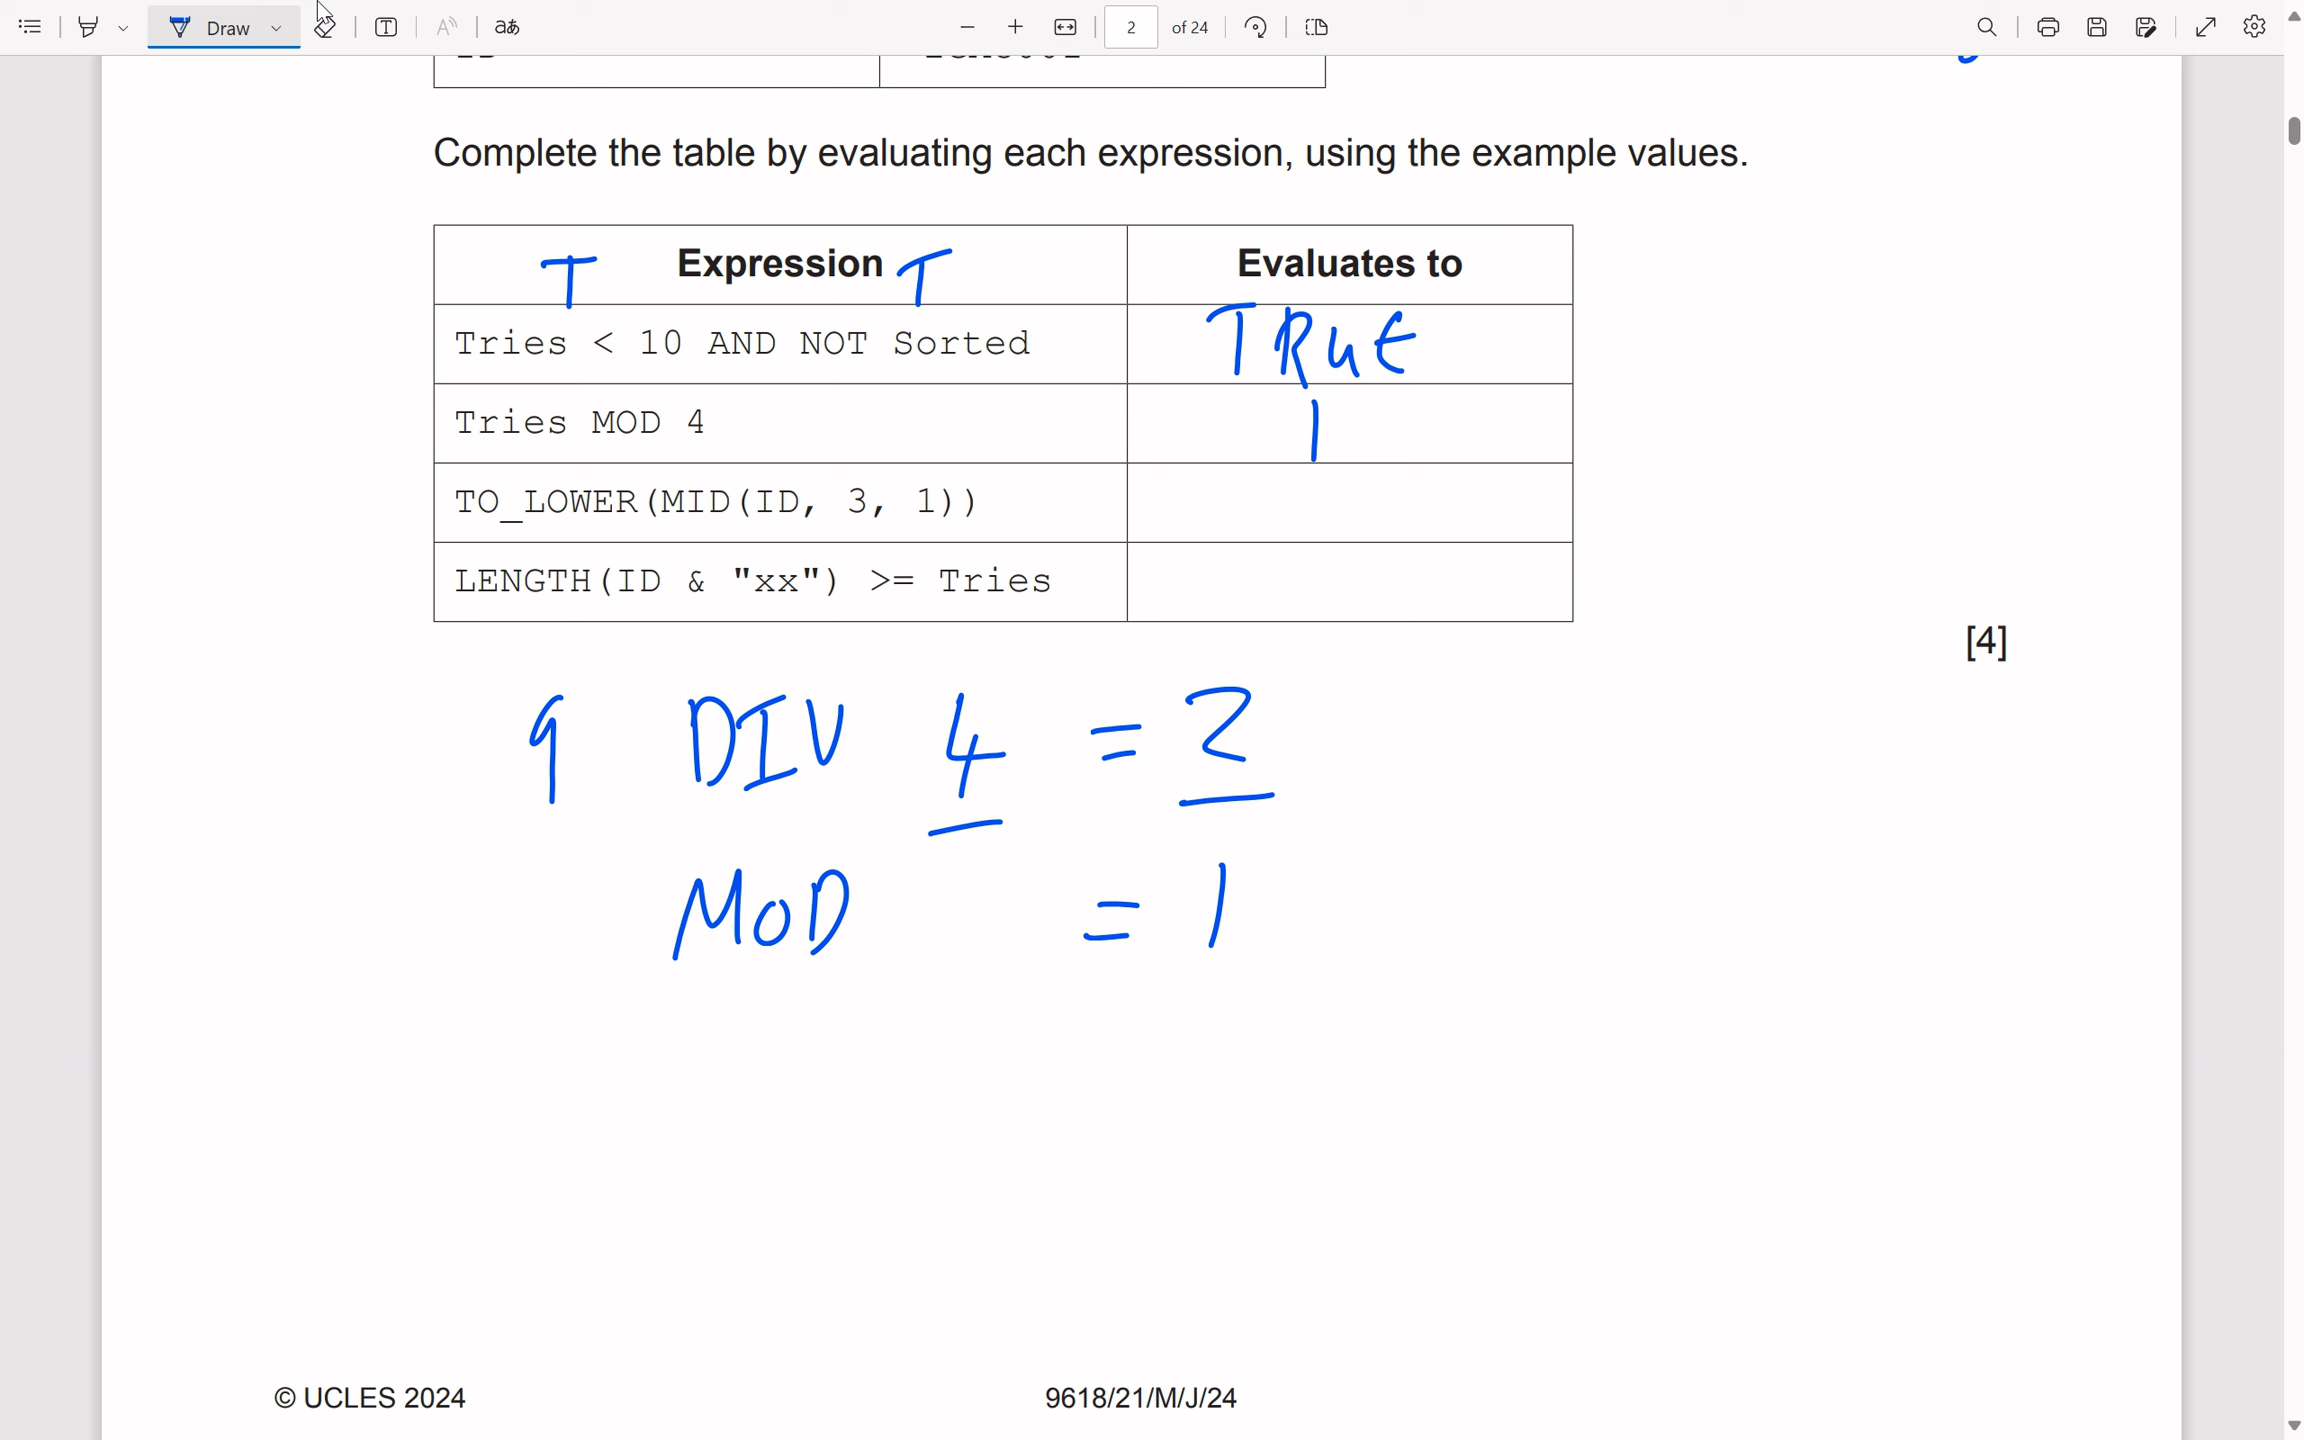 Draw
2 of 24
Complete the table by evaluating each expression, using the example values.
T Expression T Evaluates to
Tries < 10 AND NOT Sorted TRuE
Tries MOD 4 1
TO_LOWER(MID(ID, 3, 1))
LENGTH(ID & "xx") >= Tries
[4]
9 DIV 4 = 2
MOD = 1
© UCLES 2024 9618/21/M/J/24